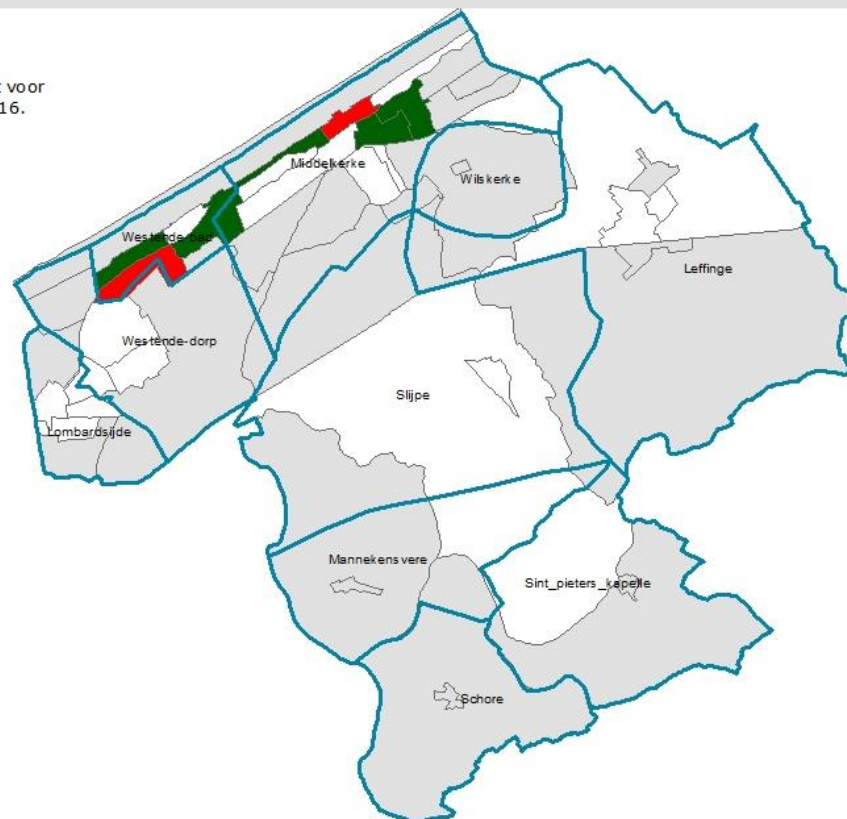 voor
16.
Middelkerke
Wilskerke
Westende-bad
Leffinge
Westende-dorp
Slijpe
Lombardsijde
Mannekensvere
Sint_pieters_kapelle
Schore